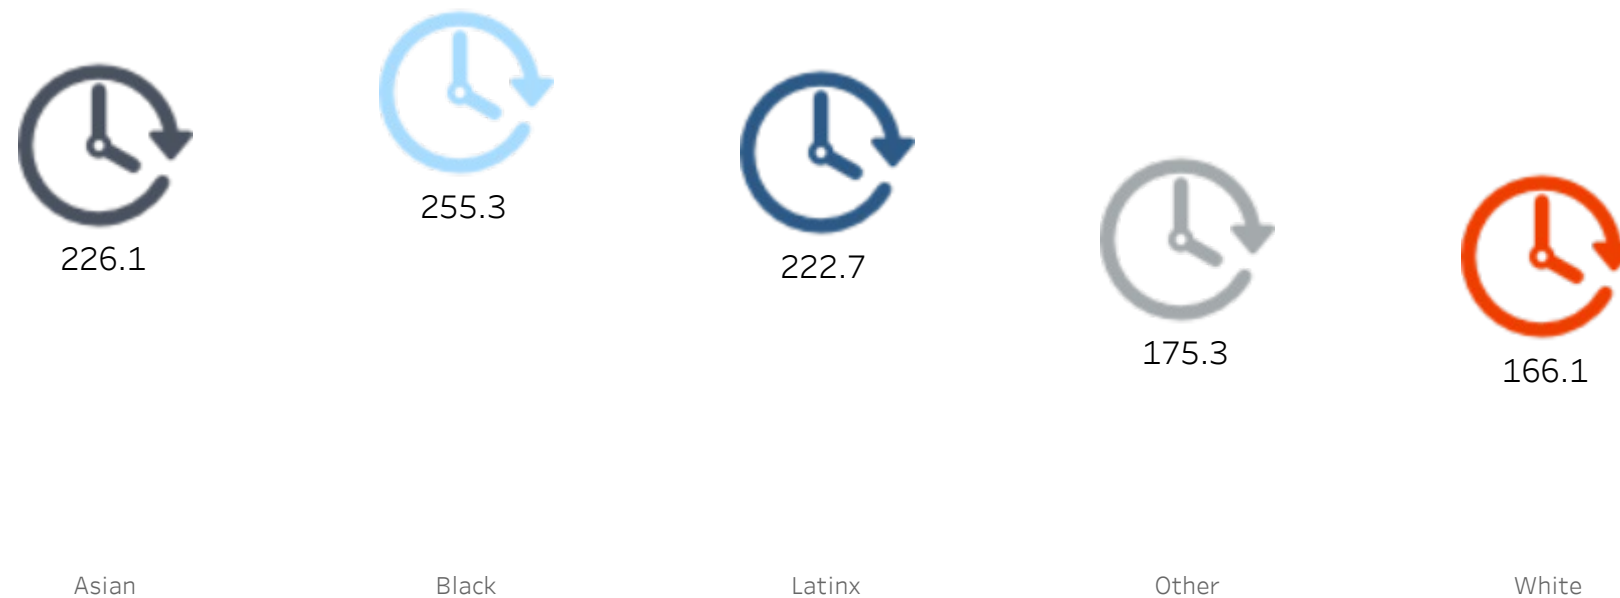 255.3
226.1
222.7
175.3
166.1
Asian
Black
Latinx
Other
White